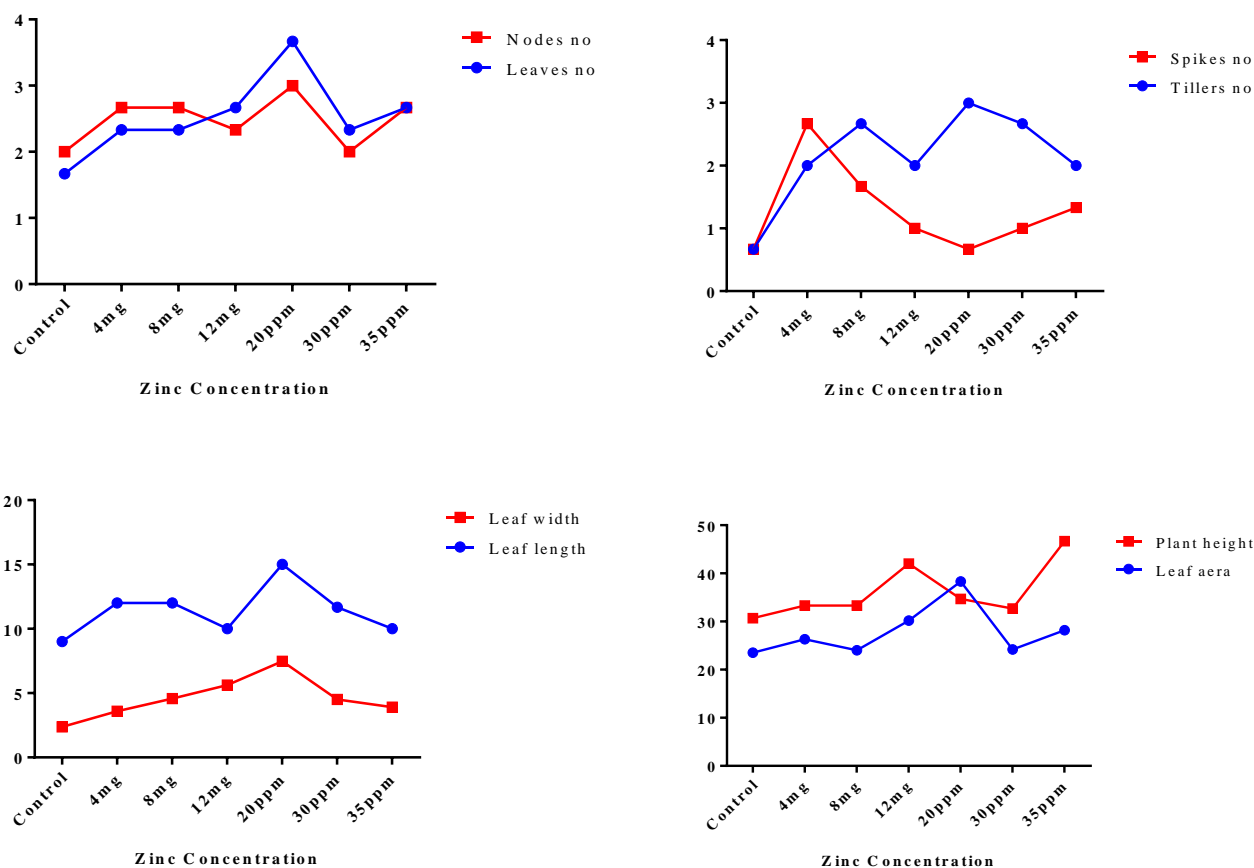 4
3
2
1
0
Control
4mg
8mg
12mg
20ppm
30ppm
35ppm
Zinc Concentration
Nodes no
Leaves no
4
3
2
1
0
Control
4mg
8mg
12mg
20ppm
30ppm
35ppm
Zinc Concentration
Spikes no
Tillers no
20
15
10
5
0
Control
4mg
8mg
12mg
20ppm
30ppm
35ppm
Zinc Concentration
Leaf width
Leaf length
50
40
30
20
10
0
Control
4mg
8mg
12mg
20ppm
30ppm
35ppm
Zinc Concentration
Plant height
Leaf aera